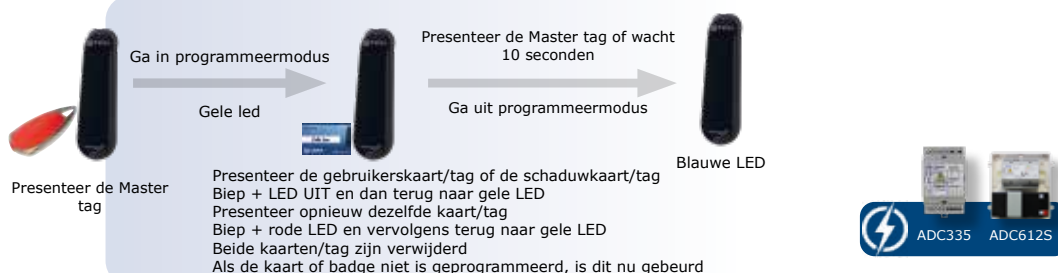 Ga in programmeermodus
Gele led
Presenteer de Master tag of wacht
10 seconden
Ga uit programmeermodus
Presenteer de Master
tag
Blauwe LED
Presenteer de gebruikerskaart/tag of de schaduwkaart/tag
Biep + LED UIT en dan terug naar gele LED
Presenteer opnieuw dezelfde kaart/tag
Biep + rode LED en vervolgens terug naar gele LED
Beide kaarten/tag zijn verwijderd
Als de kaart of badge niet is geprogrammeerd, is dit nu gebeurd
ADC335
ADC612S